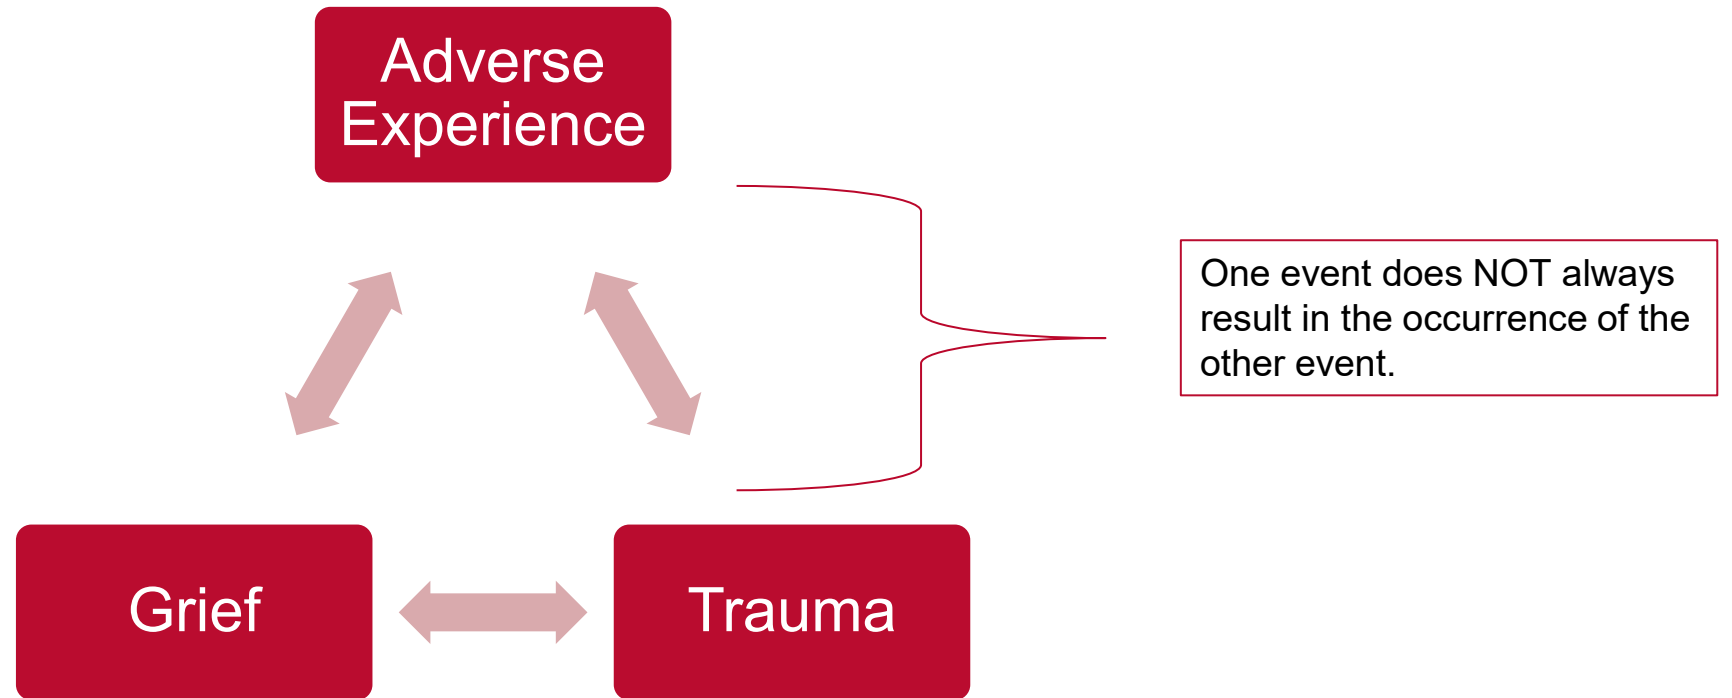 Adverse
Experience
One event does NOT always
result in the occurrence of the
other event.
Grief
Trauma